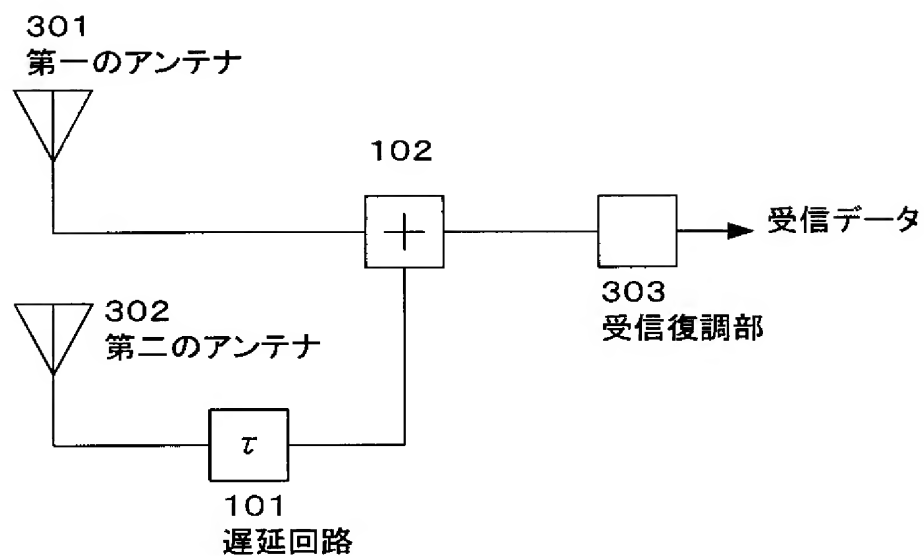 301
第一のアンテナ
102
+
受信データ
303
受信復調部
302
第二のアンテナ
τ
101
遅延回路